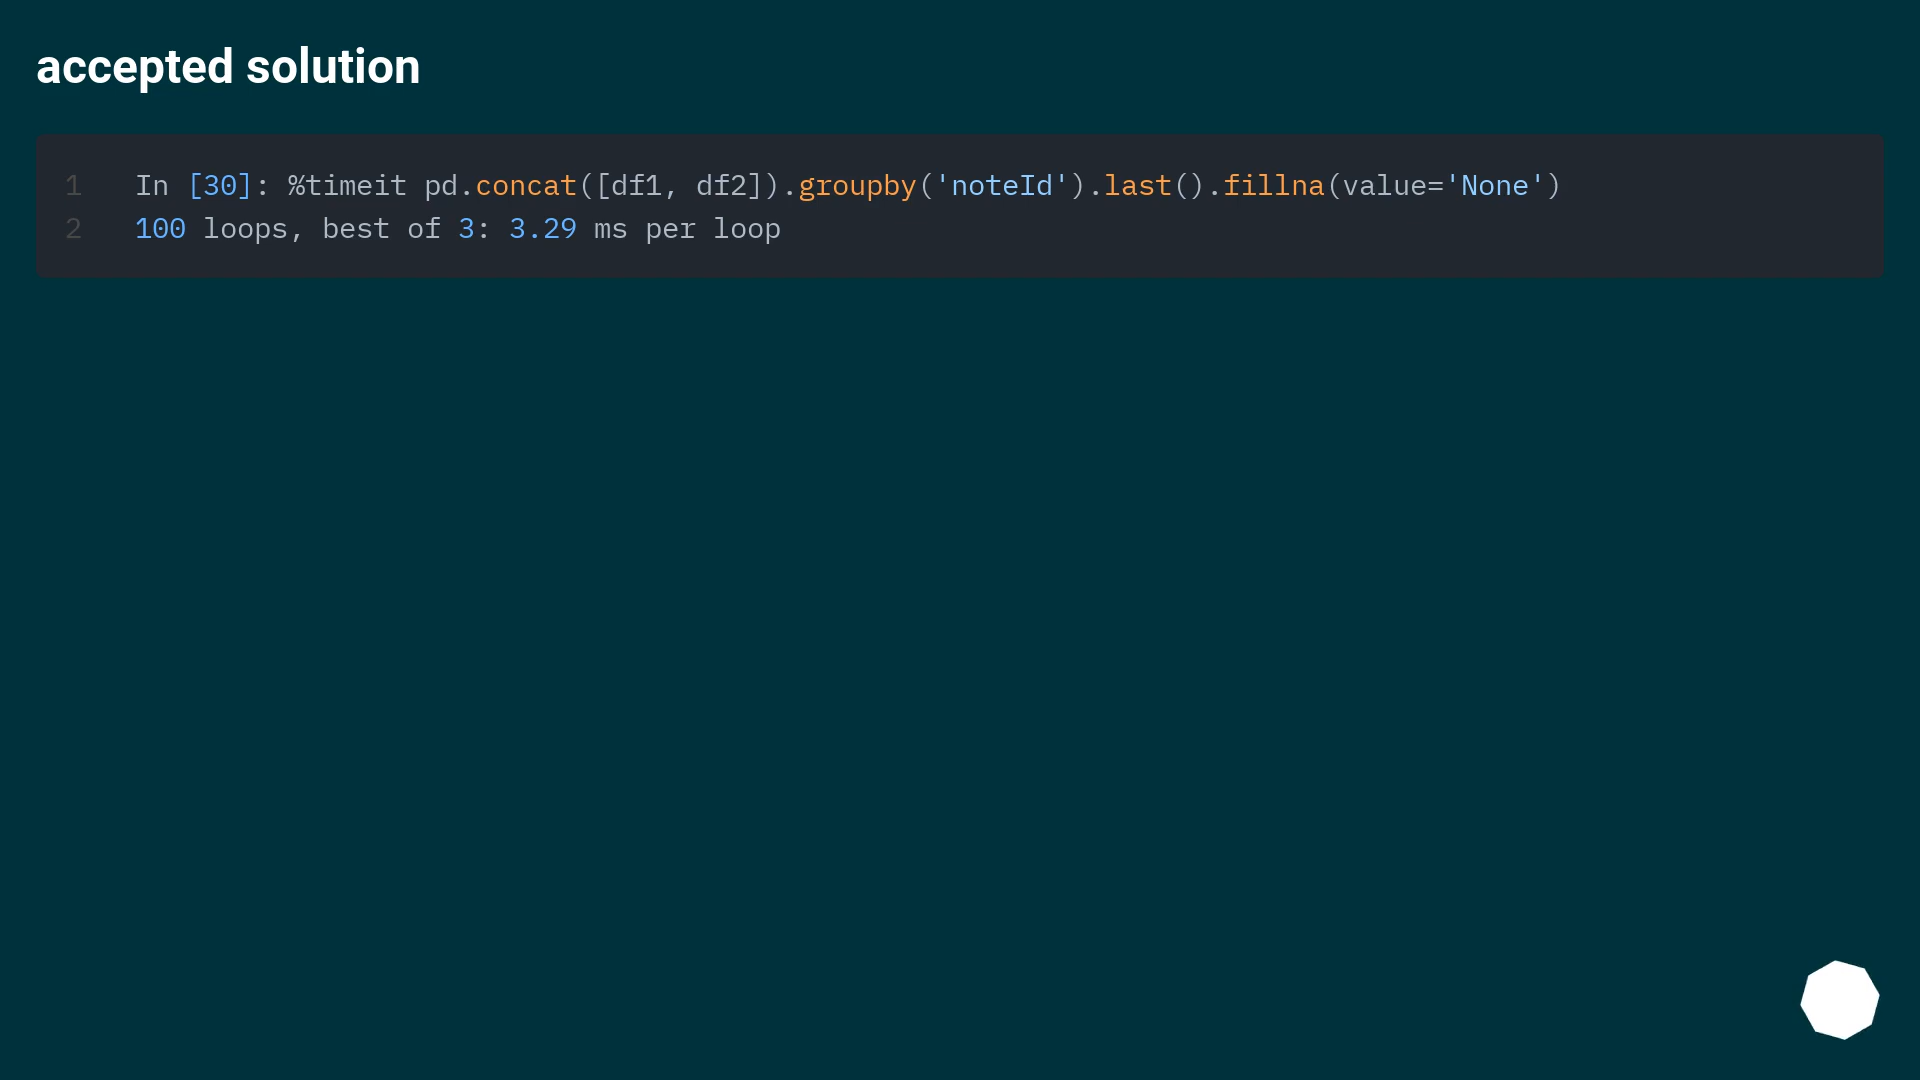 accepted solution
1 In [30]: %timeit pd.concat([df1, df2]).groupby('noteId').last().fillna(value='None')
2 100 loops, best of 3: 3.29 ms per loop